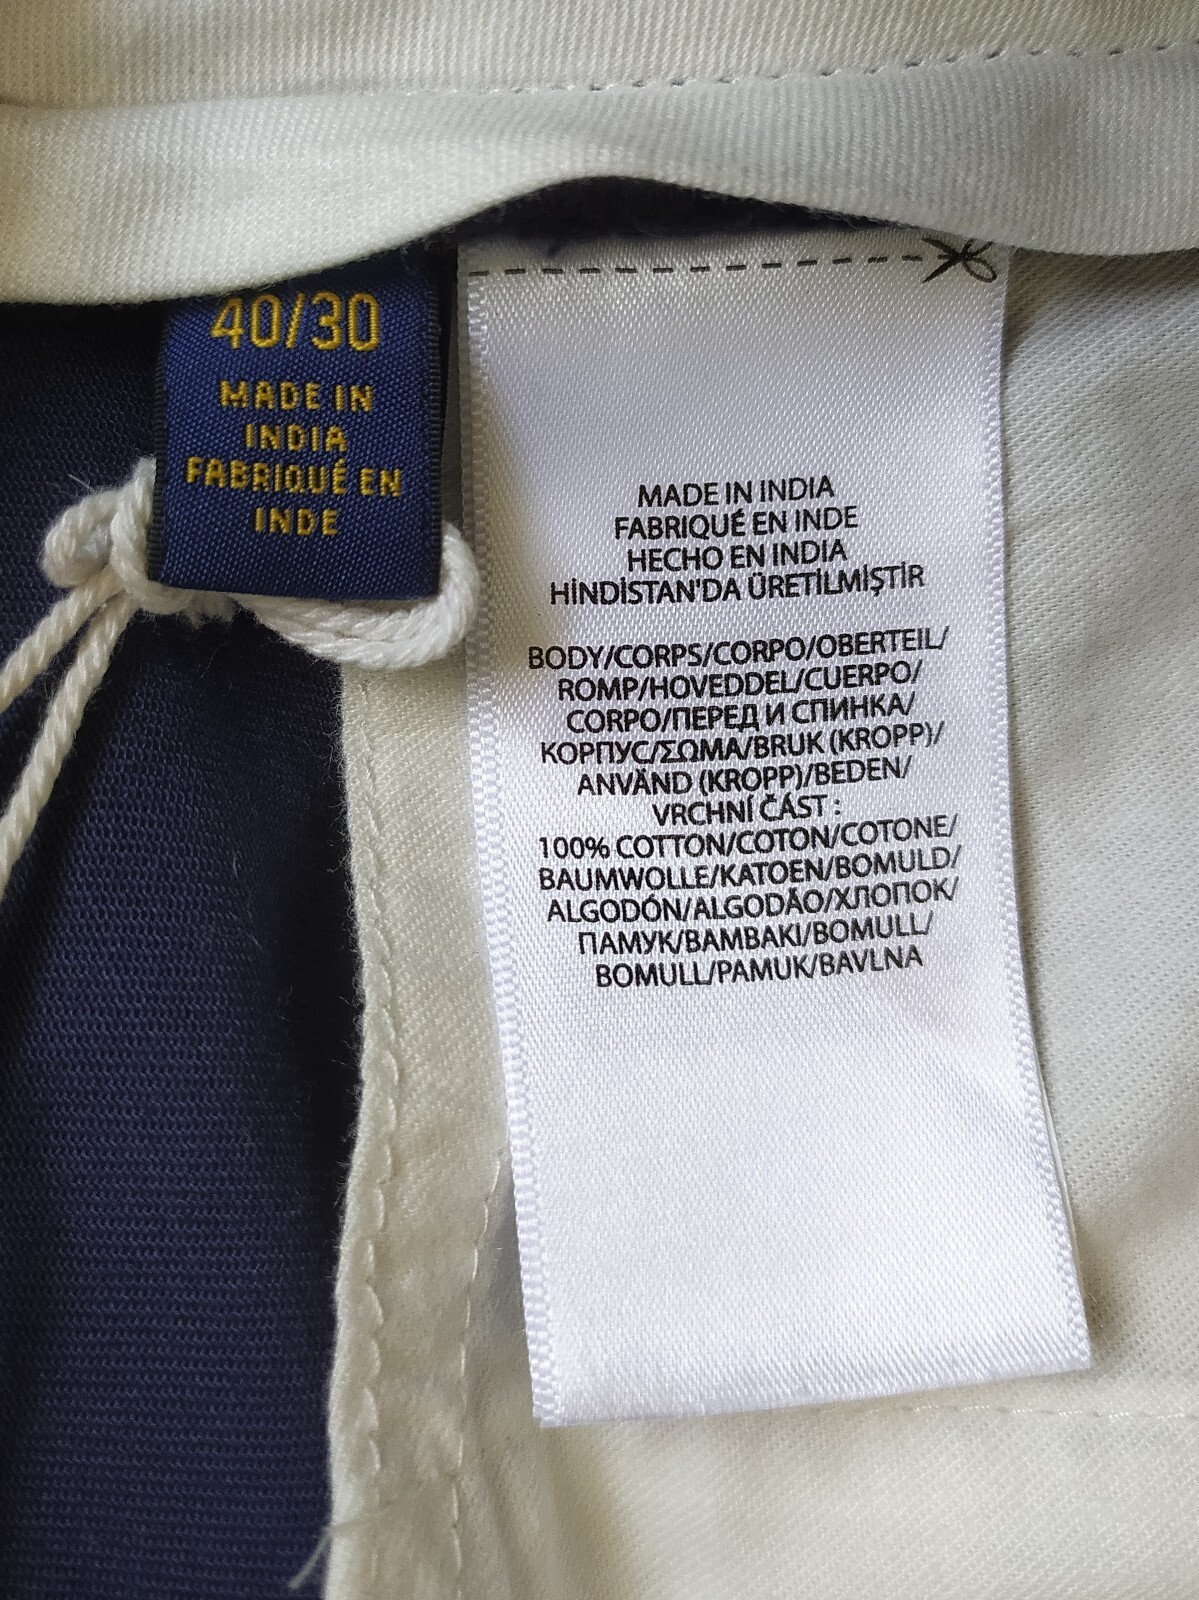 40/30
MADE IN
INDIA
FABRIQUÉ EN
INDE
MADE IN INDIA
FABRIQUÉ EN INDE
HECHO EN INDIA
HİNDİSTAN'DA ÜRETİLMİŞTİR
BODY/CORPS/CORPO/OBERTEIL/
ROMP/HOVEDDEL/CUERPO/
CORPO/ПЕРЕД И СПИНКА/
КОРПУС/ΣΩΜΑ/BRUK (KROPP)/
ANVÄND (KROPP)/BEDEN/
VRCHNÍ ČÁST :
100% COTTON/COTON/COTONE/
BAUMWOLLE/KATOEN/BOMULD/
ALGODÓN/ALGODÃO/ХЛОПОК/
ПАМУК/ΒΑΜΒΑΚΙ/BOMULL/
BOMULL/PAMUK/BAVLNA